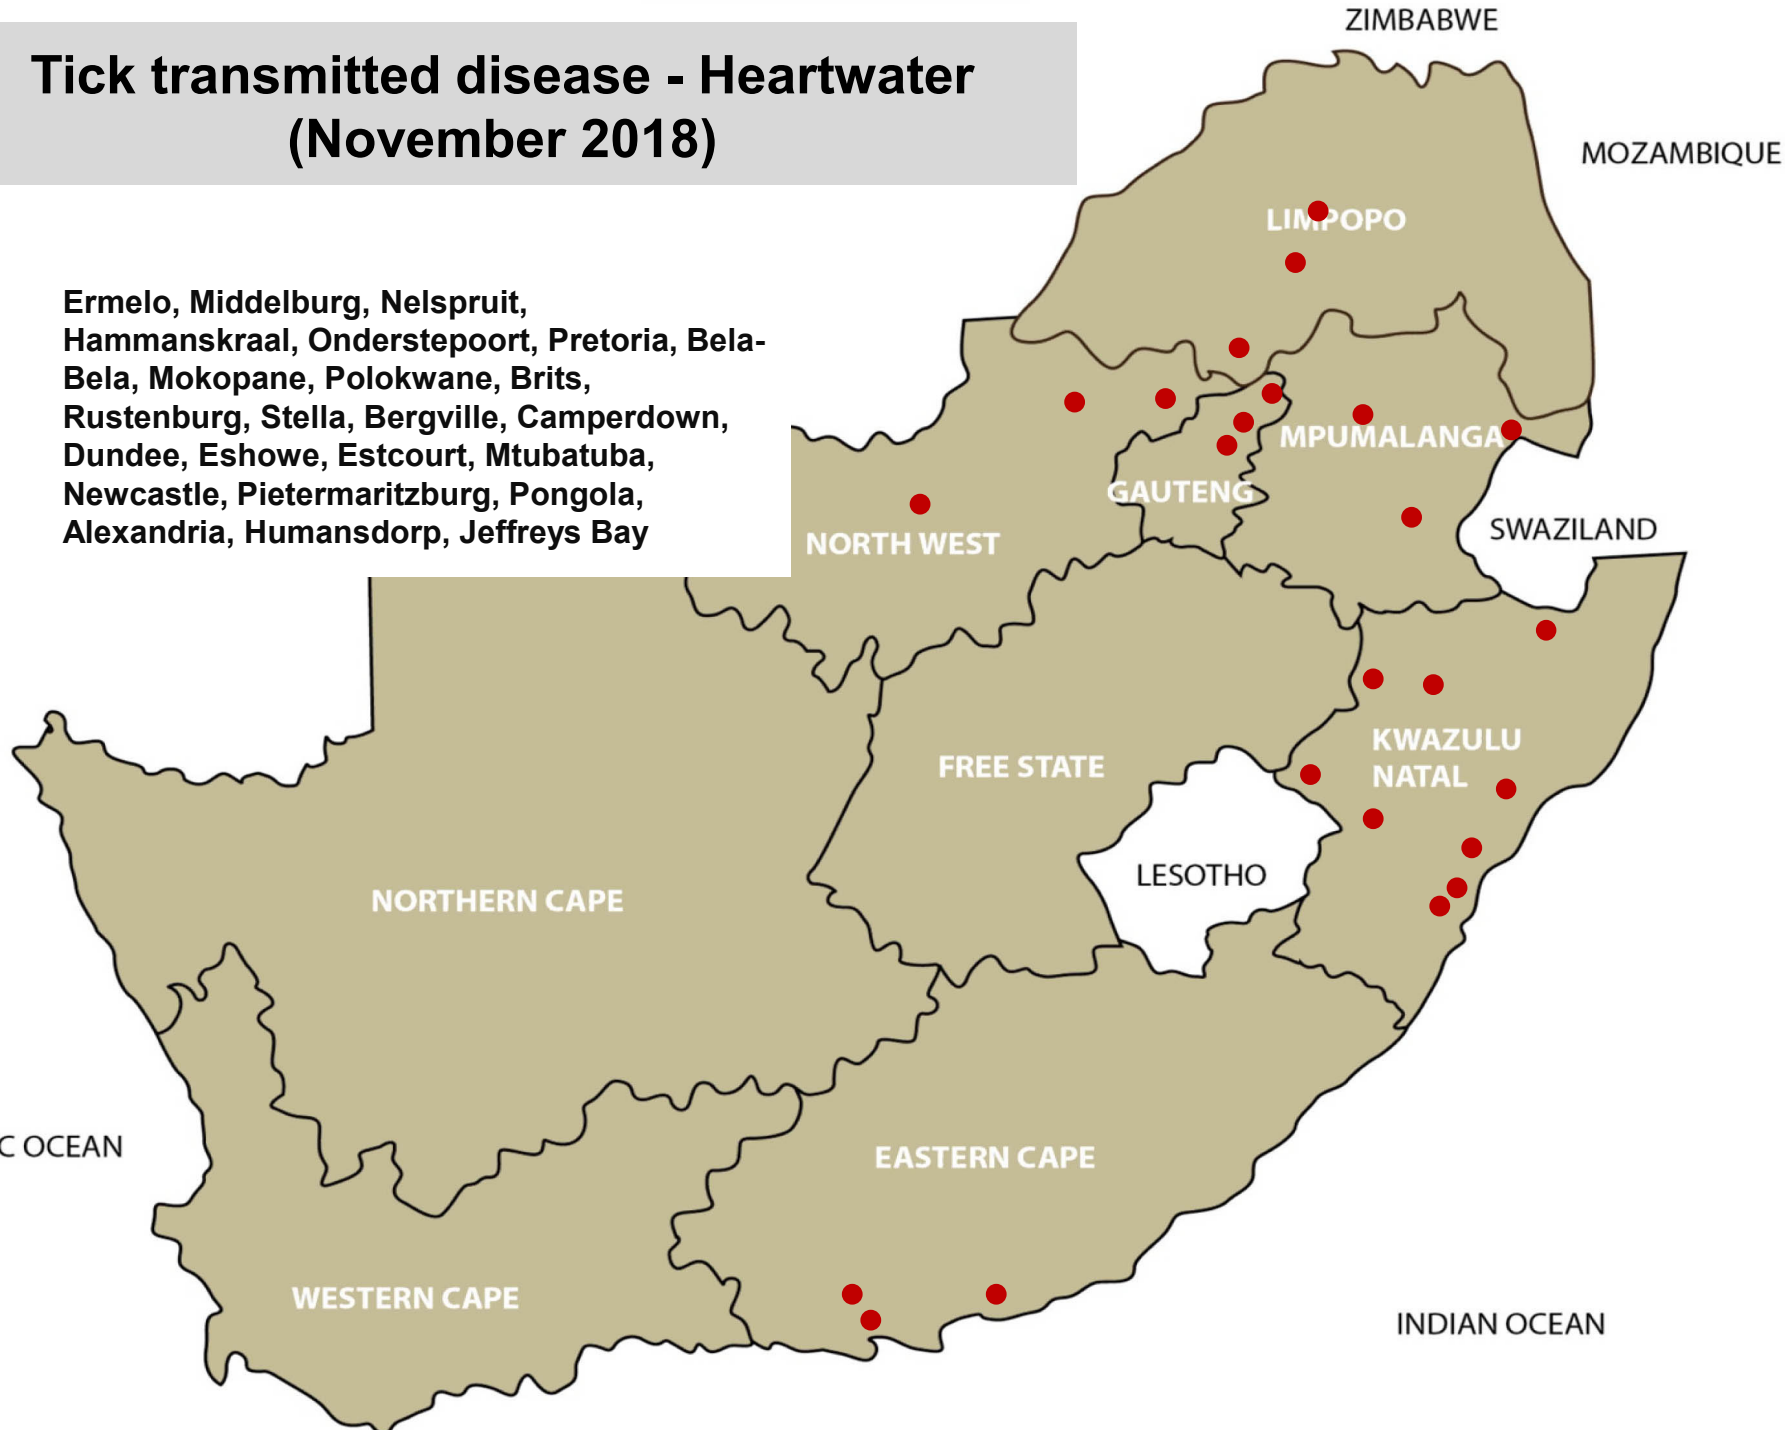 Tick transmitted disease - Heartwater
(November 2018)
Ermelo, Middelburg, Nelspruit,
Hammanskraal, Onderstepoort, Pretoria, Bela-
Bela, Mokopane, Polokwane, Brits,
Rustenburg, Stella, Bergville, Camperdown,
Dundee, Eshowe, Estcourt, Mtubatuba,
Newcastle, Pietermaritzburg, Pongola,
Alexandria, Humansdorp, Jeffreys Bay
ZIMBABWE
MOZAMBIQUE
LIMPOPO
MPUMALANGA
GAUTENG
NORTH WEST
SWAZILAND
KWAZULU
NATAL
FREE STATE
LESOTHO
NORTHERN CAPE
C OCEAN
EASTERN CAPE
WESTERN CAPE
INDIAN OCEAN